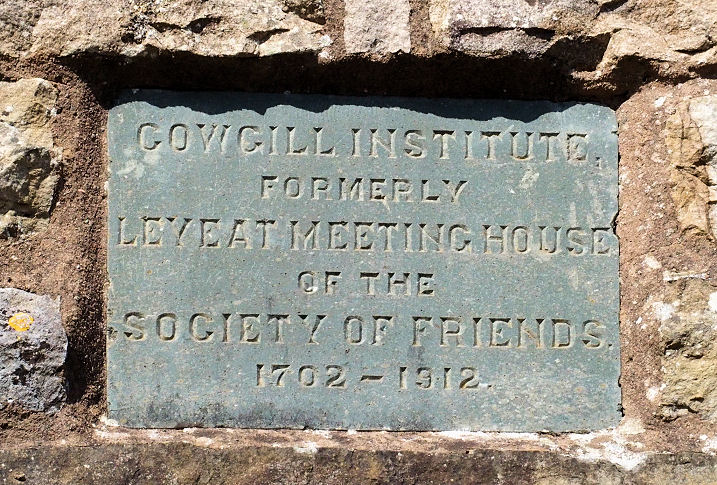 COWGILL INSTITUTE,
FORMERLY
LEYEAT MEETING HOUSE
OF THE
SOCIETY OF FRIENDS.
1702 – 1912.